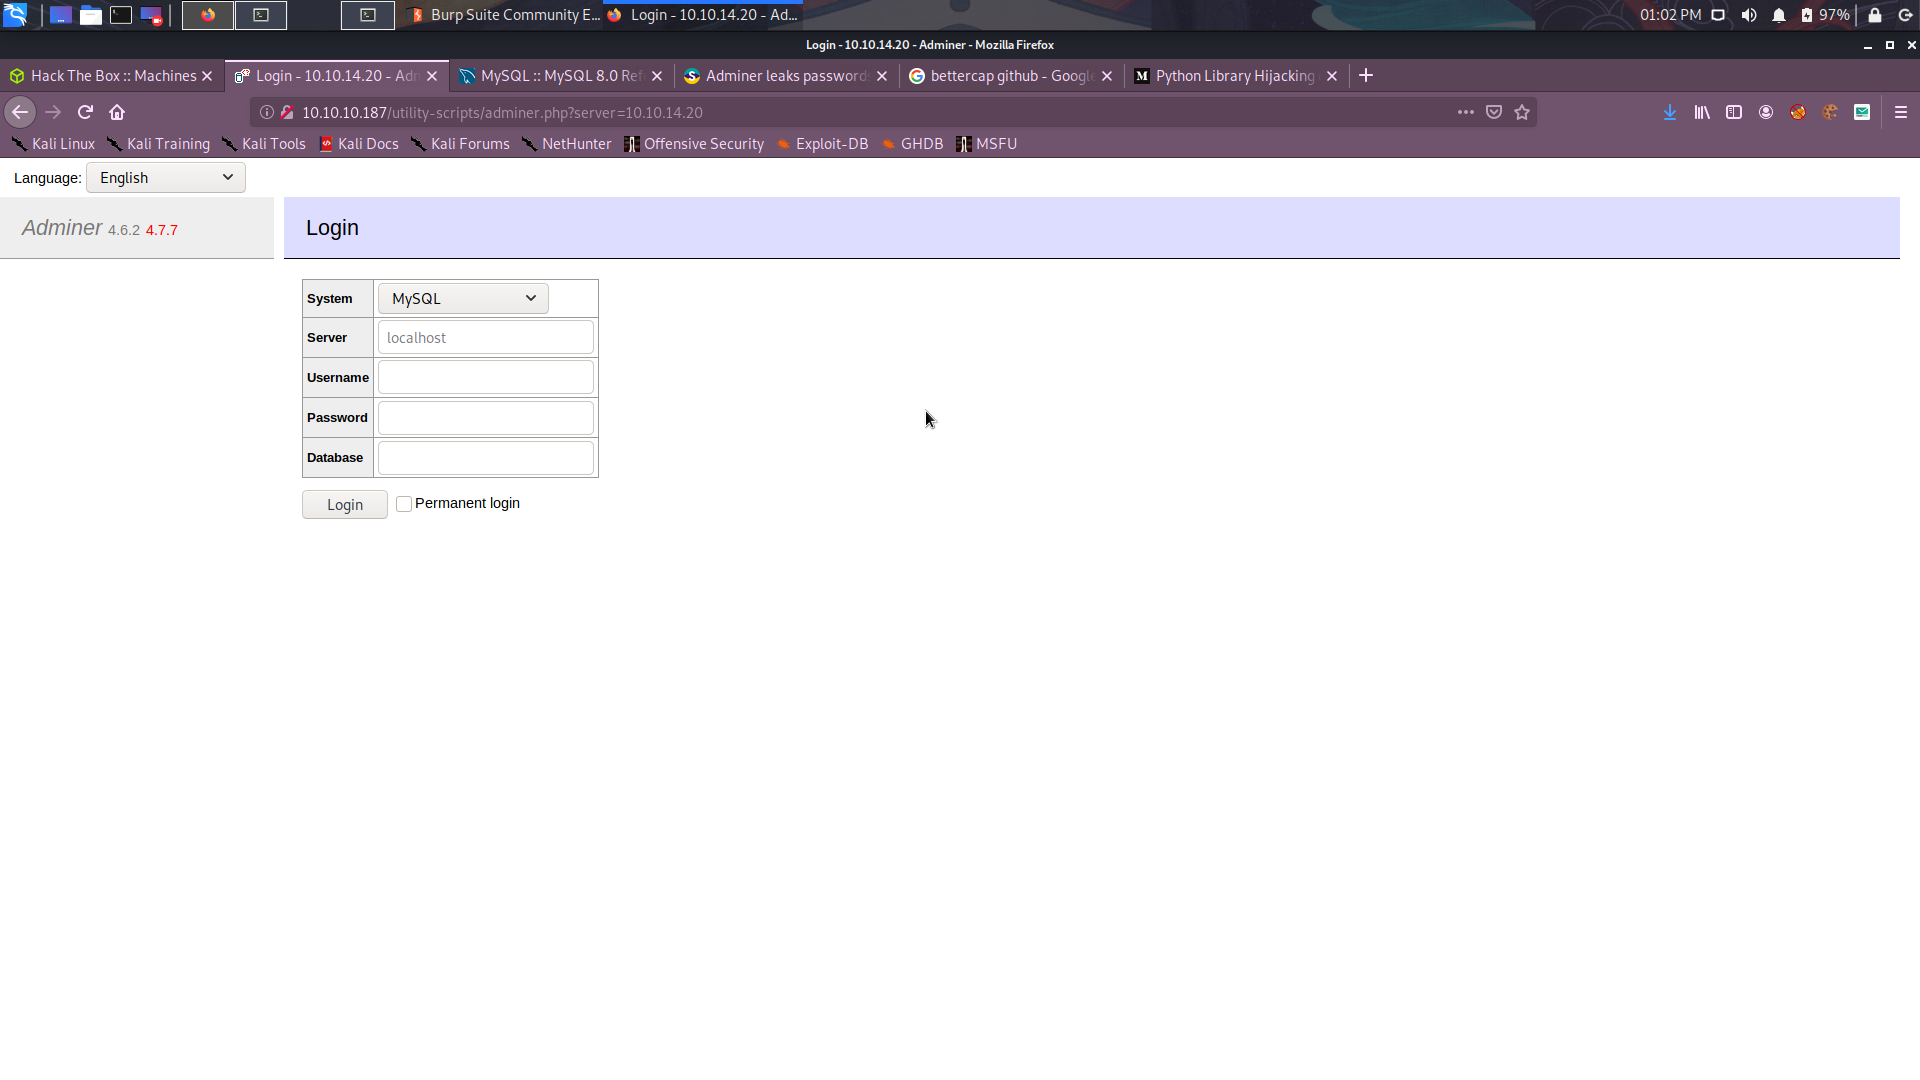 Burp Suite Community E...
Login - 10.10.14.20 - Ad...
01:02 PM
97%
Login - 10.10.14.20 - Adminer - Mozilla Firefox
Hack The Box :: Machines
Login - 10.10.14.20 - Adn
MySQL :: MySQL 8.0 Ref
Adminer leaks password
bettercap github - Google
Python Library Hijacking
10.10.10.187/utility-scripts/adminer.php?server=10.10.14.20
Kali Linux
Kali Training
Kali Tools
Kali Docs
Kali Forums
NetHunter
Offensive Security
Exploit-DB
GHDB
MSFU
Language: English
Adminer 4.6.2 4.7.7
Login
System MySQL
Server localhost
Username
Password
Database
Login Permanent login